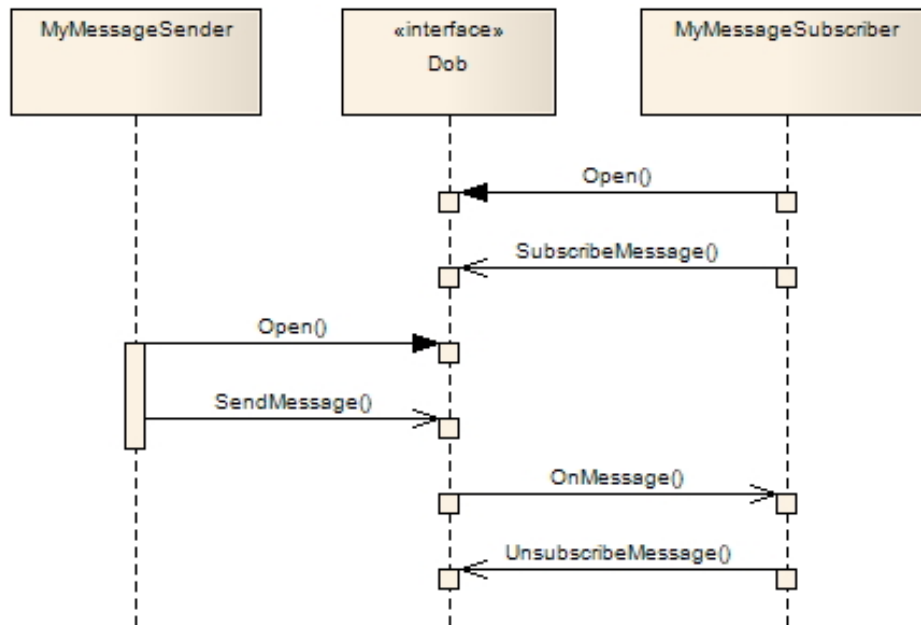 MyMessageSender
«interface»
Dob
MyMessageSubscriber
Open()
SubscribeMessage()
Open()
SendMessage()
OnMessage()
UnsubscribeMessage()